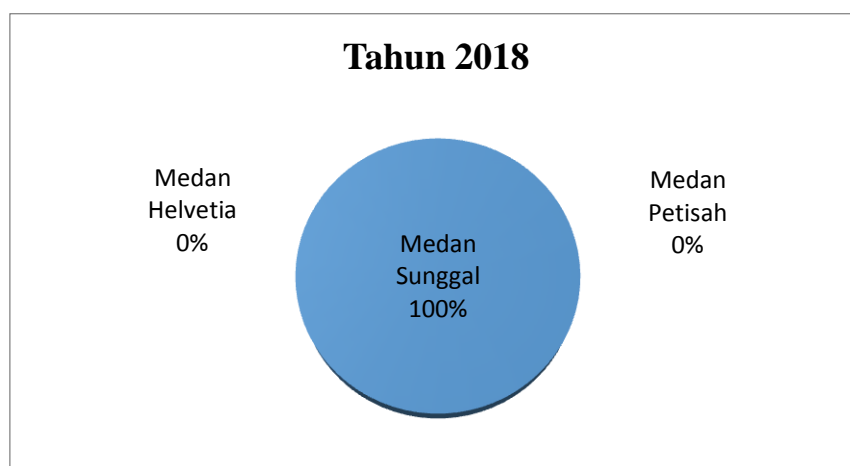 Tahun 2018
Medan
Helvetia
0%
Medan
Sunggal
100%
Medan
Petisah
0%